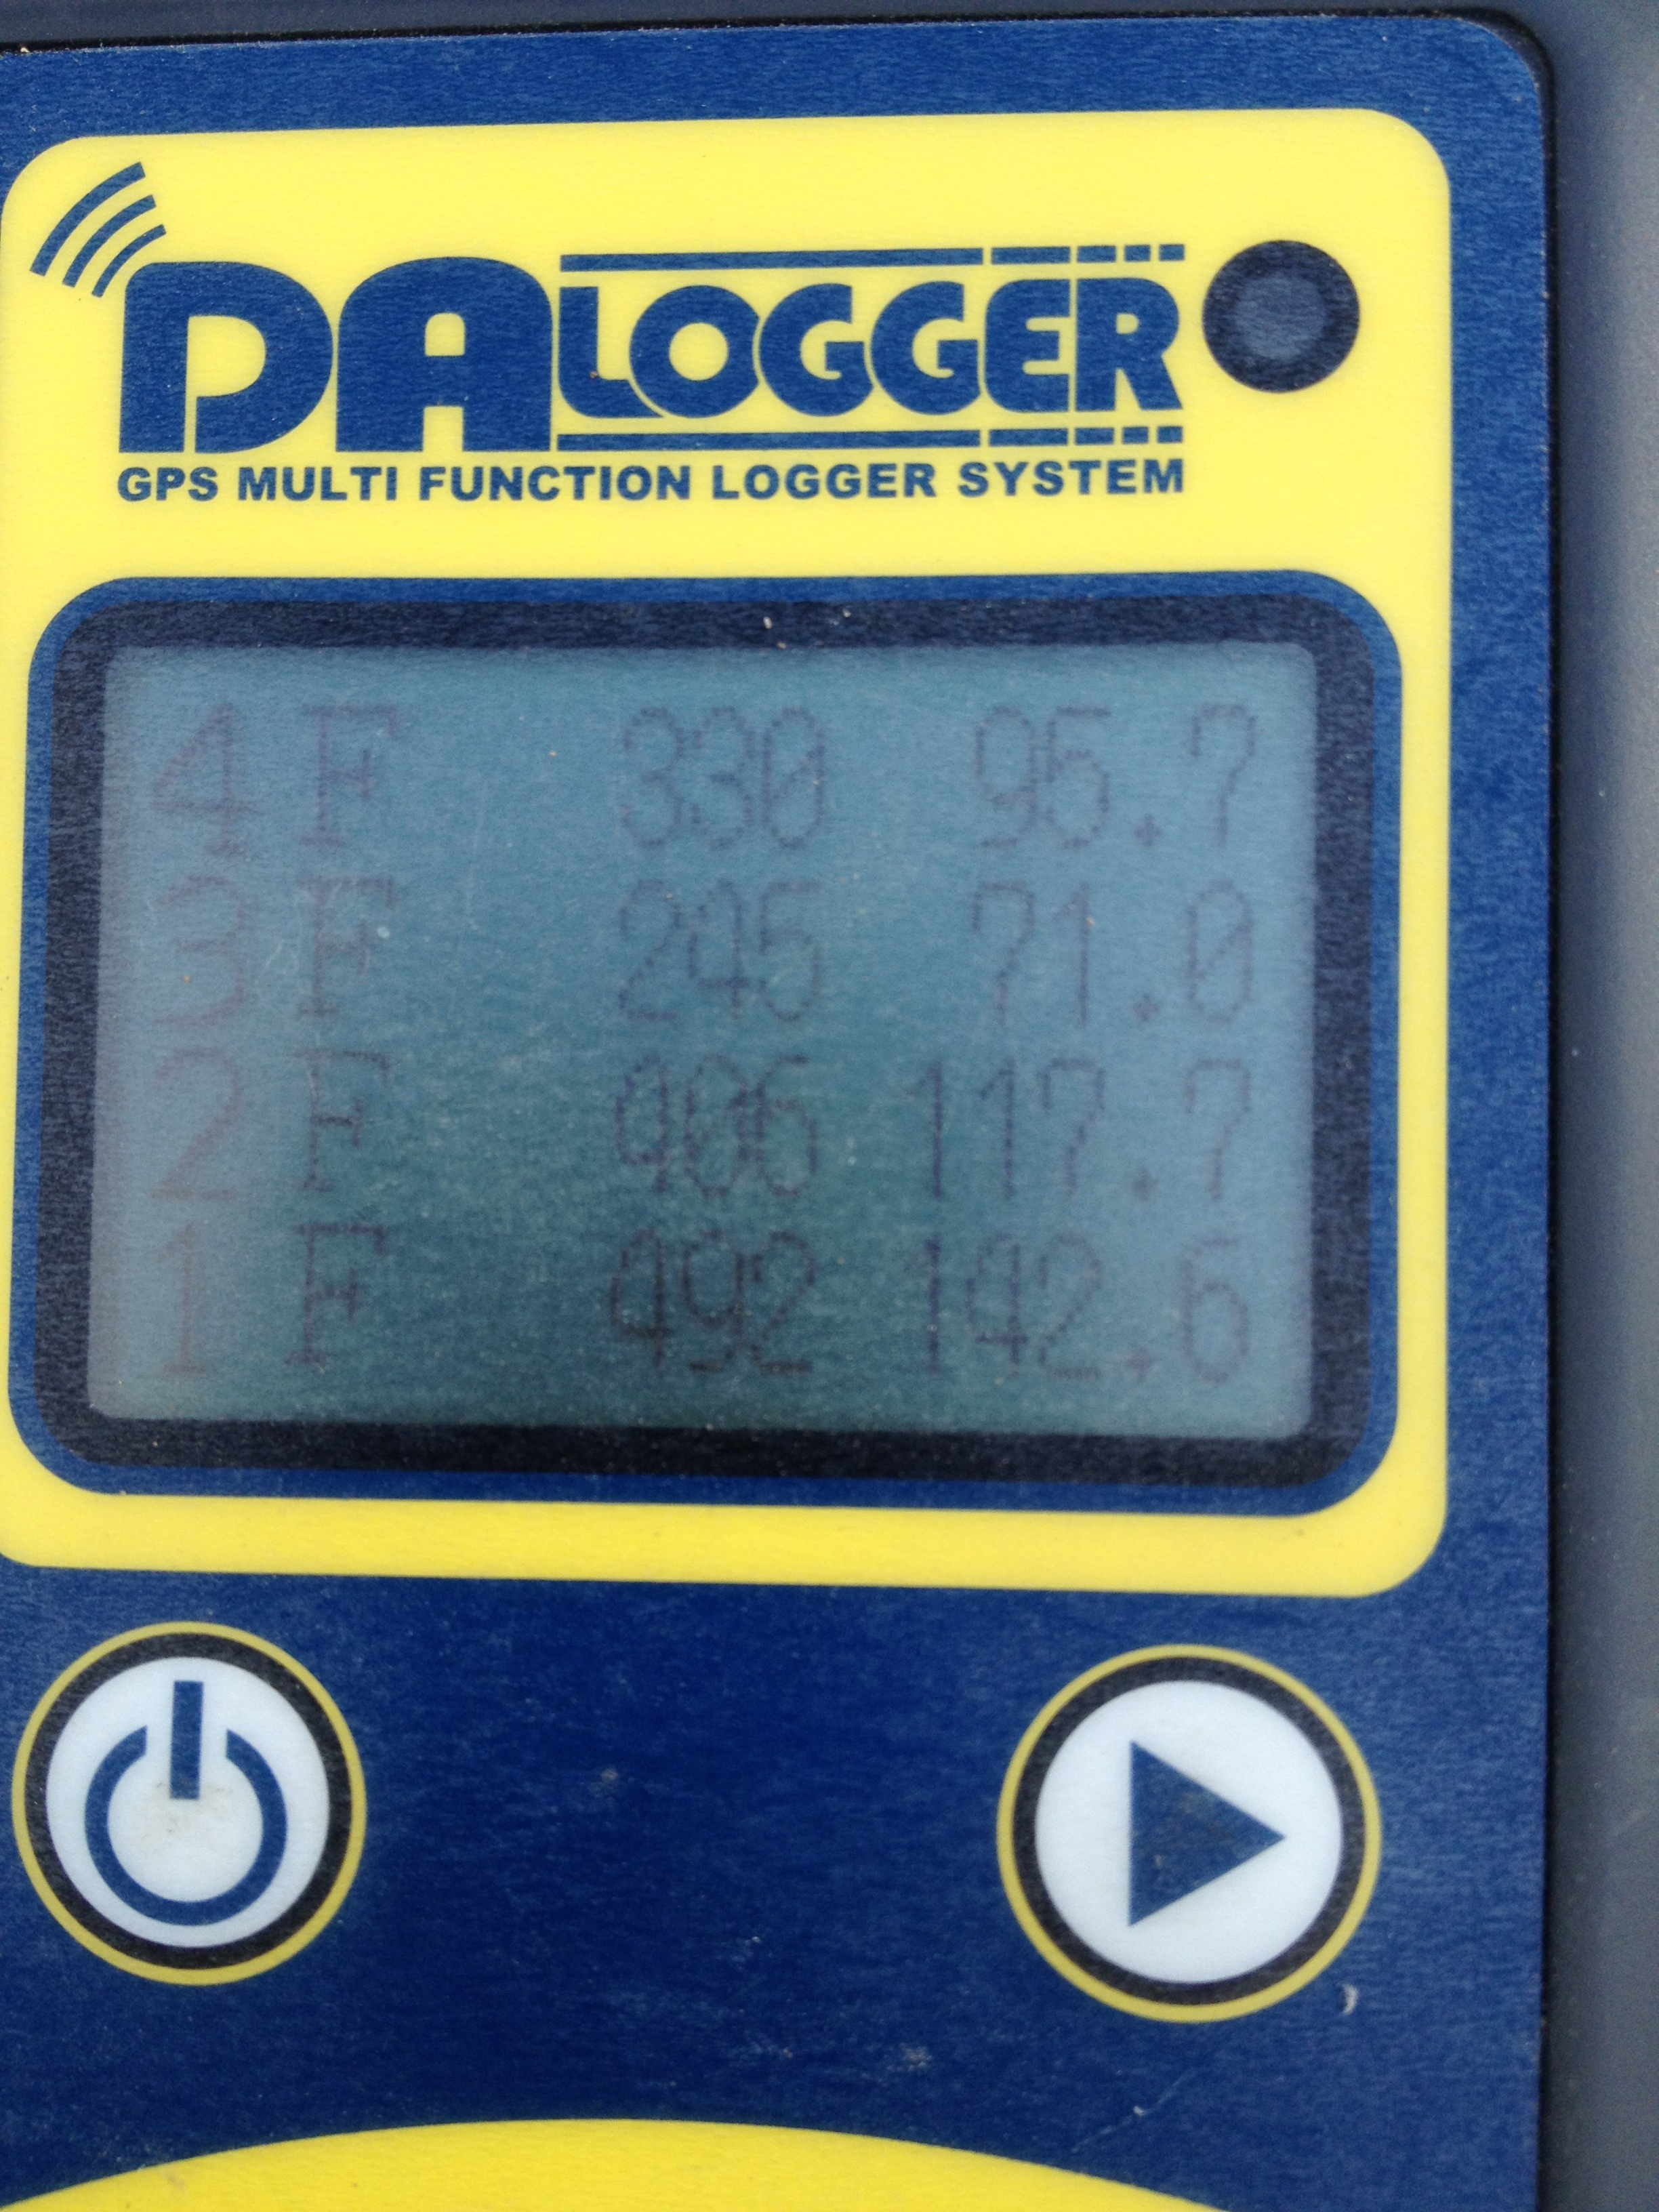 DALOGGER
GPS MULTI FUNCTION LOGGER SYSTEM
4 F 330 95.7
3 F 245 71.0
2 F 406 117.7
1 F 492 142.6